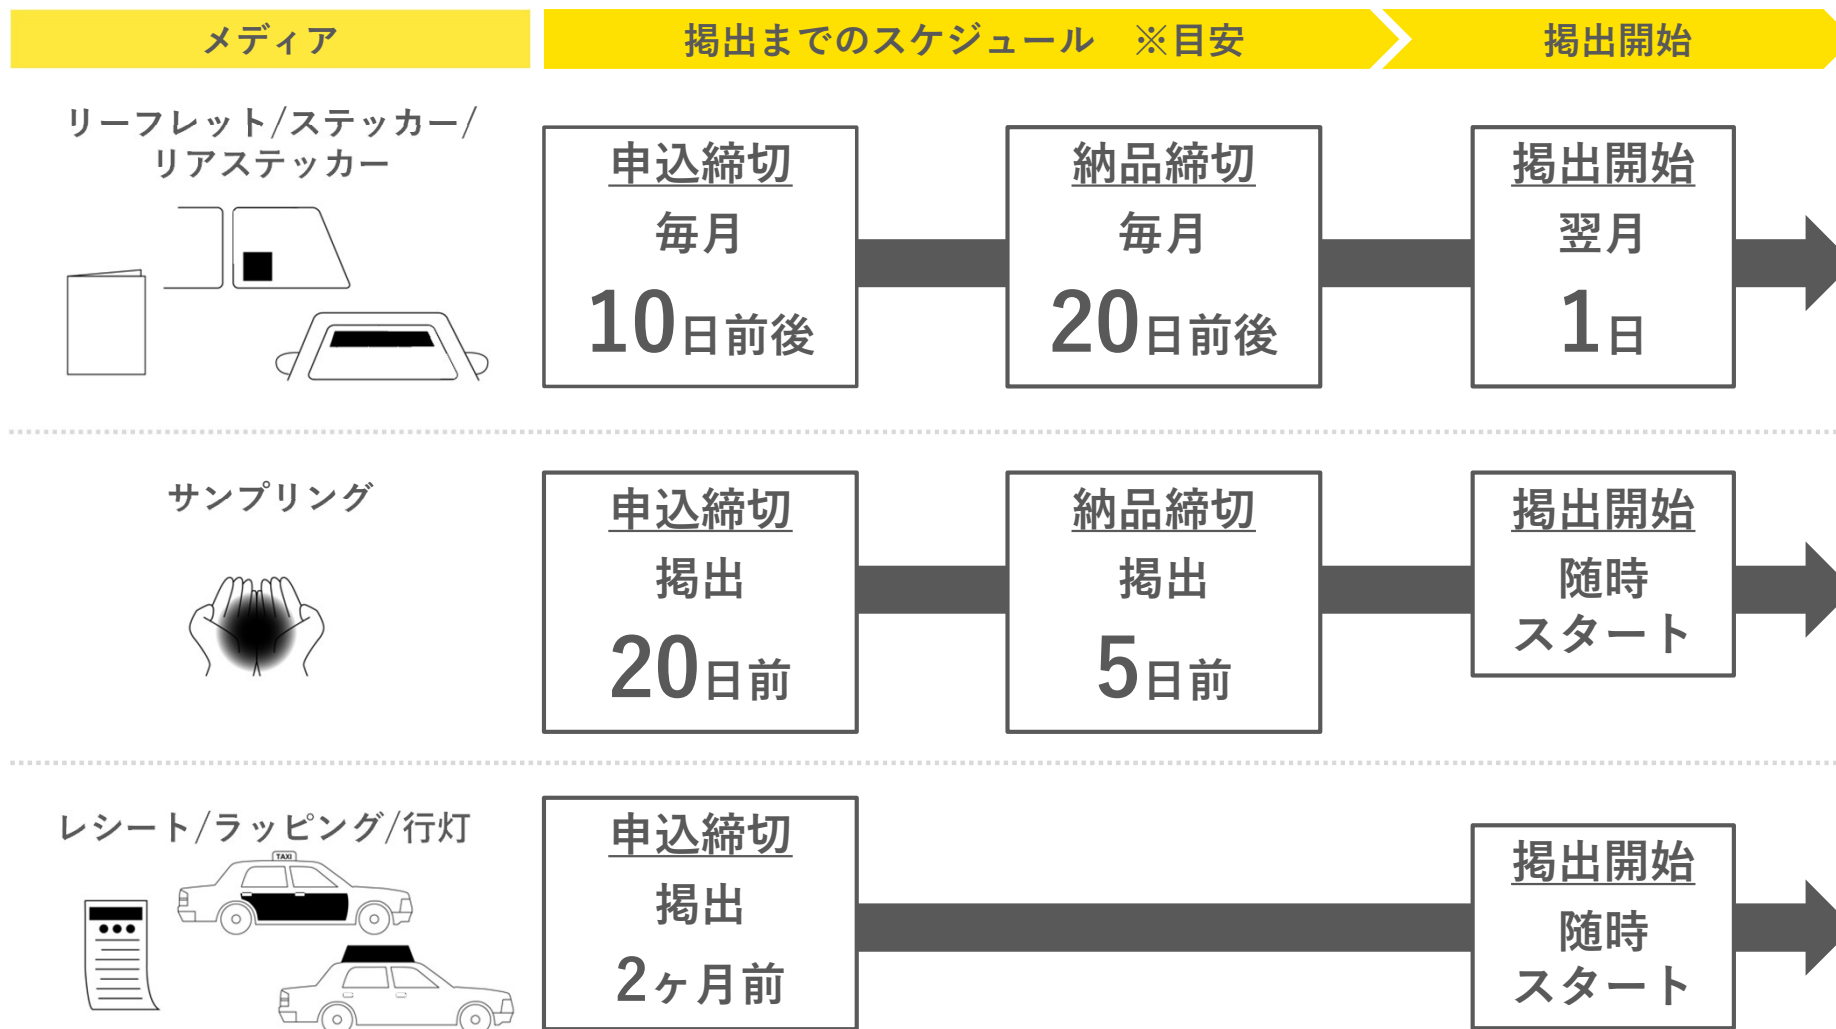 メディア
掲出までのスケジュール　※目安
掲出開始
リーフレット/ステッカー/
リアステッカー
申込締切
毎月
10日前後
納品締切
毎月
20日前後
掲出開始
翌月
1日
サンプリング
申込締切
掲出
20日前
納品締切
掲出
5日前
掲出開始
随時
スタート
レシート/ラッピング/行灯
TAXI
申込締切
掲出
2ヶ月前
掲出開始
随時
スタート